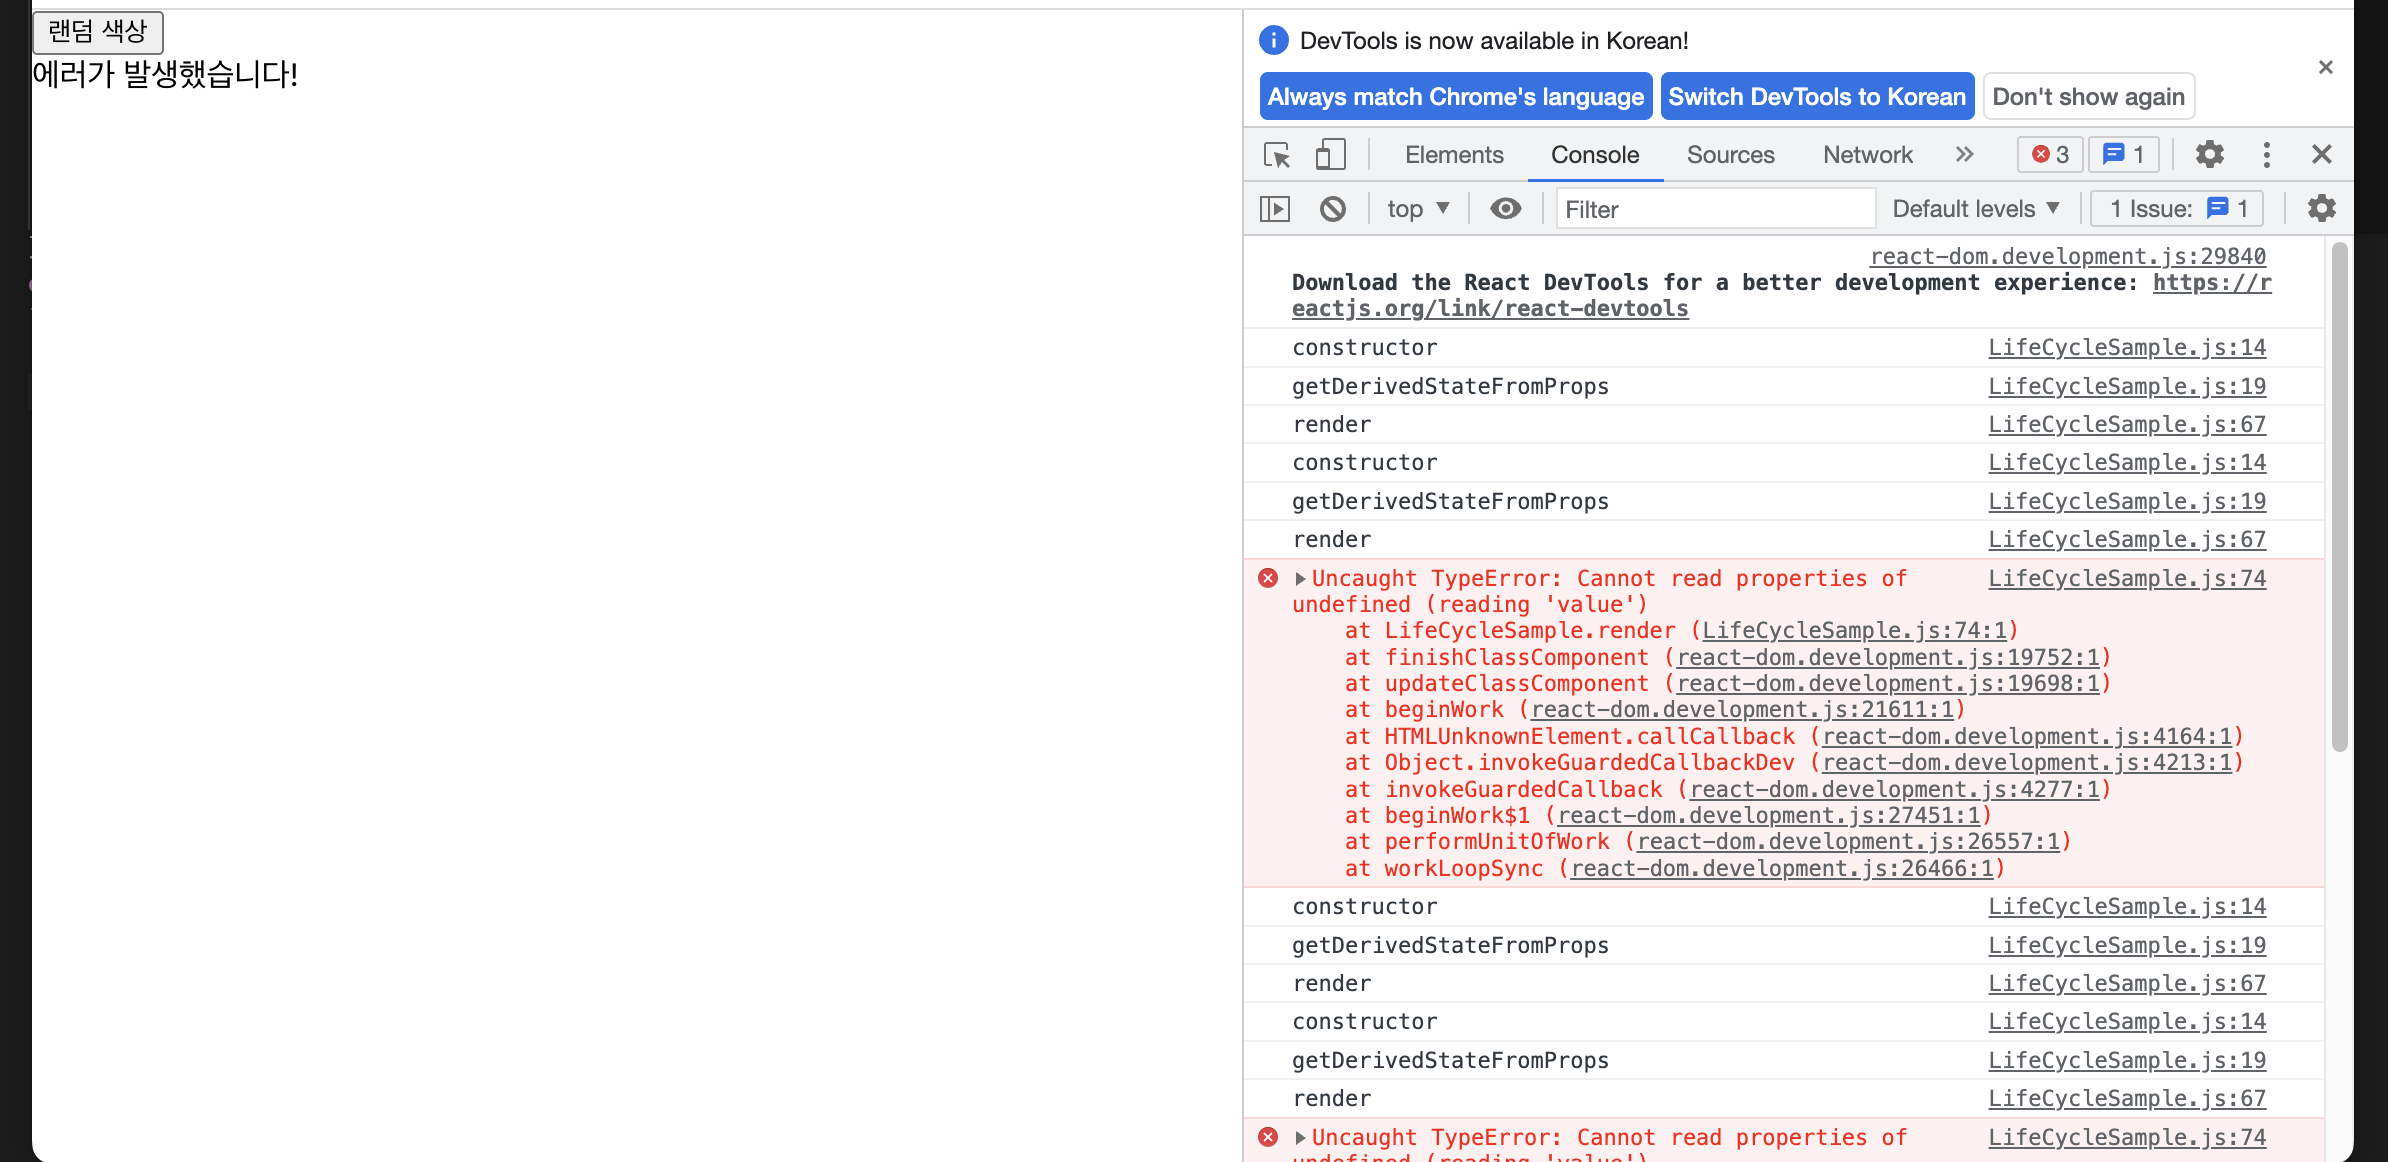 랜덤 색상
에러가 발생했습니다!
DevTools is now available in Korean!
Always match Chrome's language Switch DevTools to Korean Don't show again
Elements Console Sources Network 3 1
top Filter Default levels 1 Issue: 1
react-dom.development.js:29840
Download the React DevTools for a better development experience: https://r
eactjs.org/link/react-devtools
constructor LifeCycleSample.js:14
getDerivedStateFromProps LifeCycleSample.js:19
render LifeCycleSample.js:67
constructor LifeCycleSample.js:14
getDerivedStateFromProps LifeCycleSample.js:19
render LifeCycleSample.js:67
Uncaught TypeError: Cannot read properties of LifeCycleSample.js:74
undefined (reading 'value')
at LifeCycleSample.render (LifeCycleSample.js:74:1)
at finishClassComponent (react-dom.development.js:19752:1)
at updateClassComponent (react-dom.development.js:19698:1)
at beginWork (react-dom.development.js:21611:1)
at HTMLUnknownElement.callCallback (react-dom.development.js:4164:1)
at Object.invokeGuardedCallbackDev (react-dom.development.js:4213:1)
at invokeGuardedCallback (react-dom.development.js:4277:1)
at beginWork$1 (react-dom.development.js:27451:1)
at performUnitOfWork (react-dom.development.js:26557:1)
at workLoopSync (react-dom.development.js:26466:1)
constructor LifeCycleSample.js:14
getDerivedStateFromProps LifeCycleSample.js:19
render LifeCycleSample.js:67
constructor LifeCycleSample.js:14
getDerivedStateFromProps LifeCycleSample.js:19
render LifeCycleSample.js:67
Uncaught TypeError: Cannot read properties of LifeCycleSample.js:74
undefined (reading 'value')